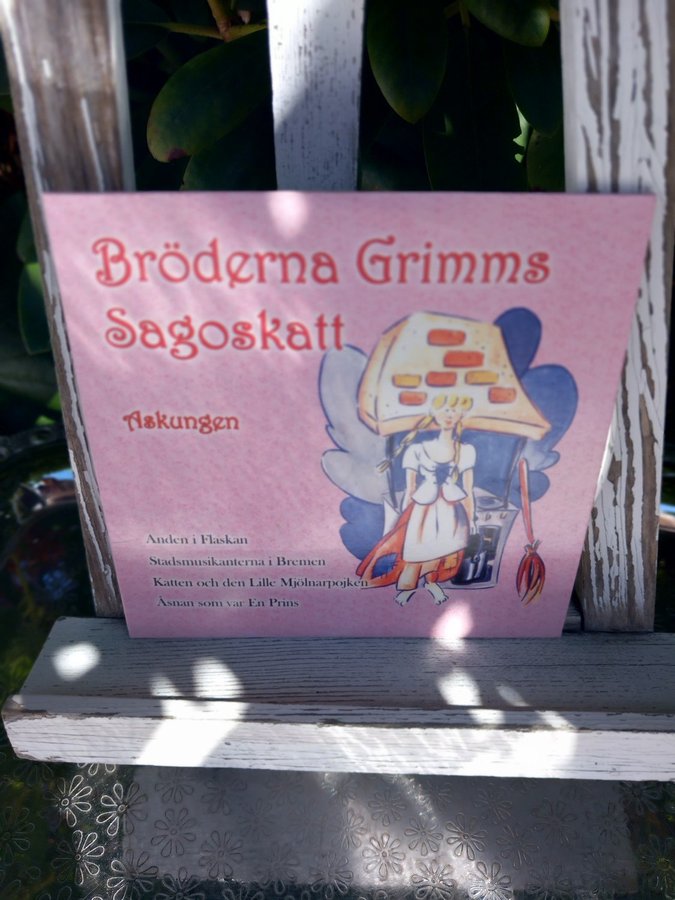 Bröderna Grimms
Sagoskatt
Askungen
Anden i Flaskan
Stadsmusikanterna i Bremen
Katten och den Lille Mjölnarpojken
Åsnan som var En Prins